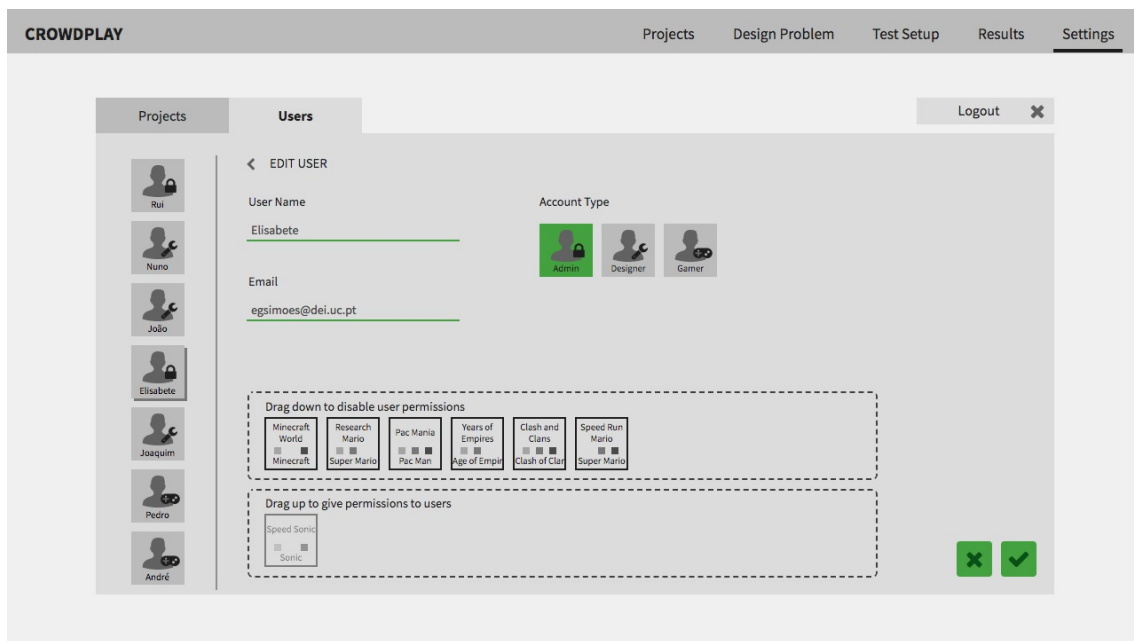 CROWDPLAY
Projects Design Problem Test Setup Results Settings
Projects Users Logout
EDIT USER
Rui
Nuno
João
Elisabete
Joaquim
Pedro
André
User Name
Elisabete
Email
egsimoes@dei.uc.pt
Account Type
Admin Designer Gamer
Drag down to disable user permissions
Minecraft
World
Minecraft
Research
Mario
Super Mario
Pac Mania
Pac Man
Years of
Empires
Age of Empir
Clash and
Clans
Clash of Clan
Speed Run
Mario
Super Mario
Drag up to give permissions to users
Speed Sonic
Sonic